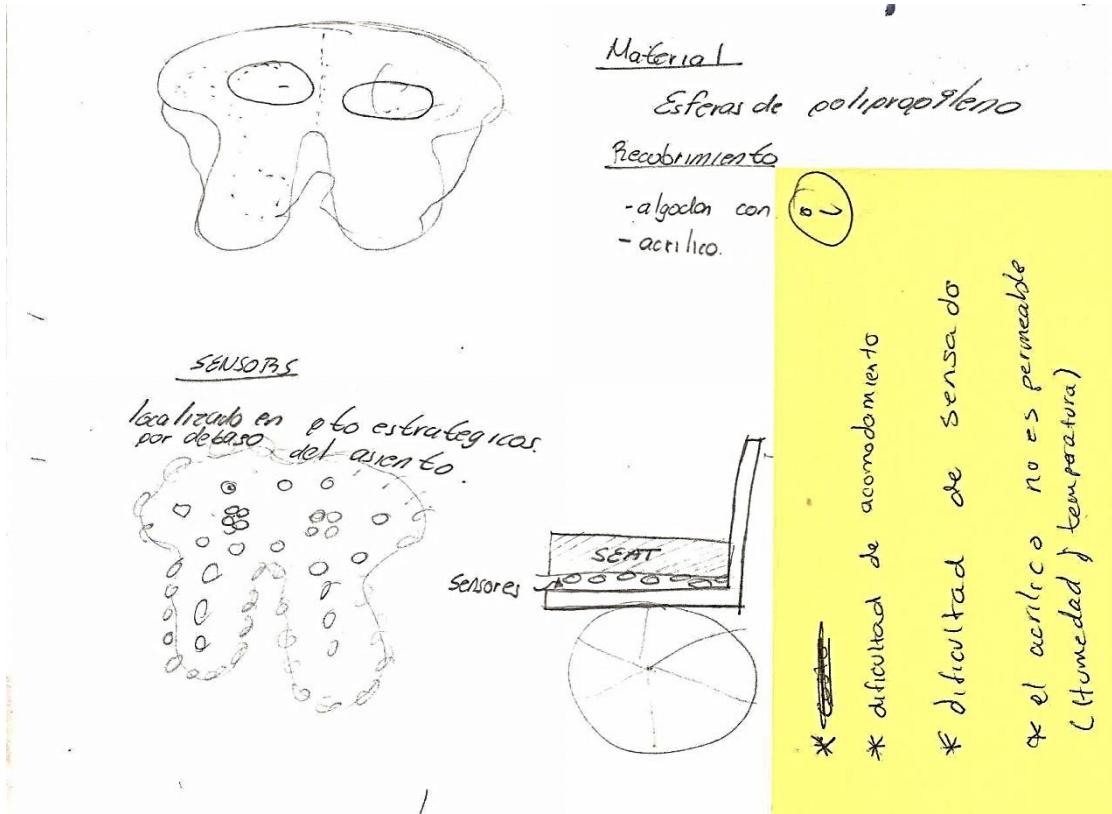 Material
Esferas de polipropileno
Recubrimiento
- algodon con
- acrilico.
SENSORS
localizado en pto estrategicos.
por debajo del asiento.
SEAT
Sensores
* dificultad de acomodamiento
* dificultad de sensado
* el acrilico no es permeable
(Humedad y temperatura)